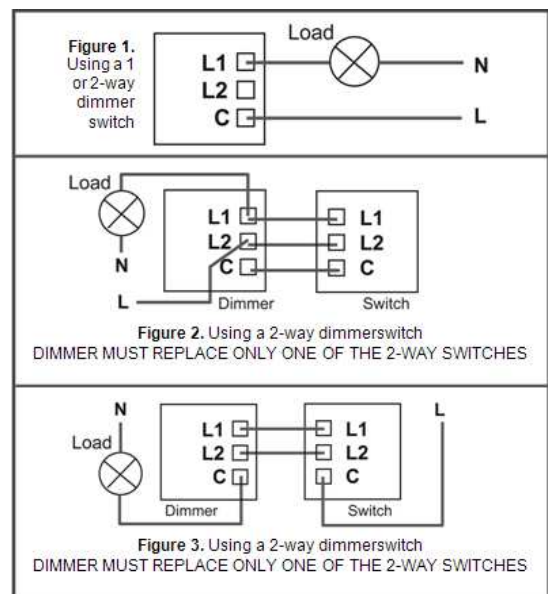 Figure 1.
Using a 1
or 2-way
dimmer
switch
Load
L1
L2
C
N
L
Load
N
L
L1
L2
C
Dimmer
L1
L2
C
Switch
Figure 2. Using a 2-way dimmerswitch
DIMMER MUST REPLACE ONLY ONE OF THE 2-WAY SWITCHES
N
Load
L1
L2
C
Dimmer
L1
L2
C
Switch
L
Figure 3. Using a 2-way dimmerswitch
DIMMER MUST REPLACE ONLY ONE OF THE 2-WAY SWITCHES